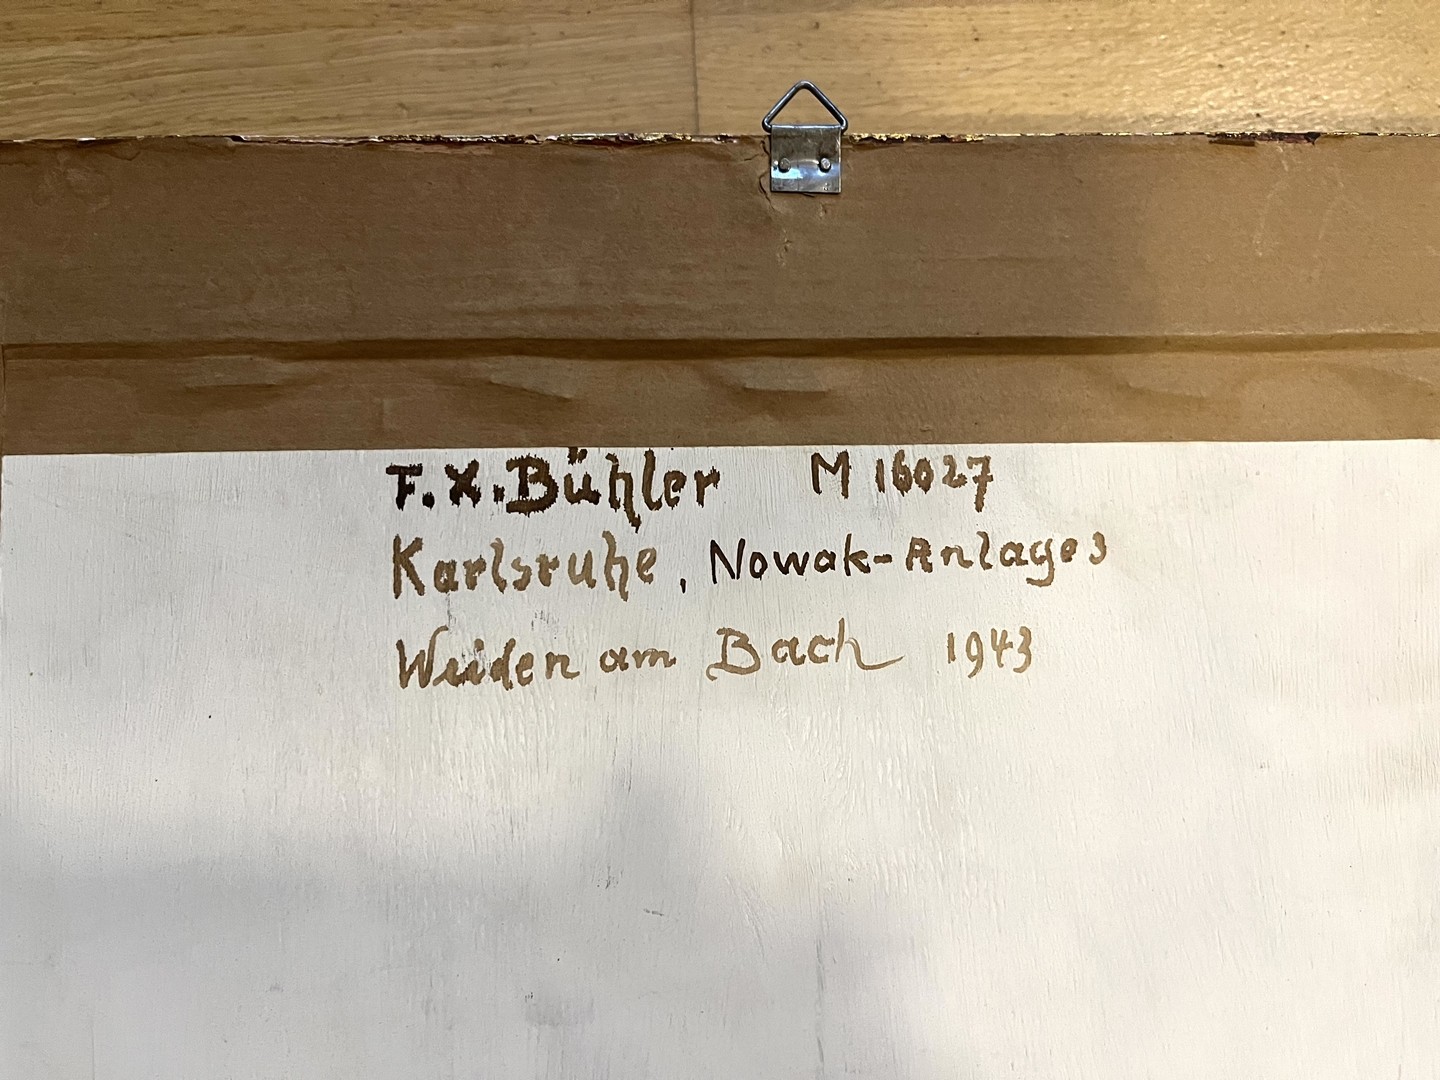 F.X.Bühler M 16027
Karlsruhe, Nowak-Anlage 3
Weiden am Bach 1943